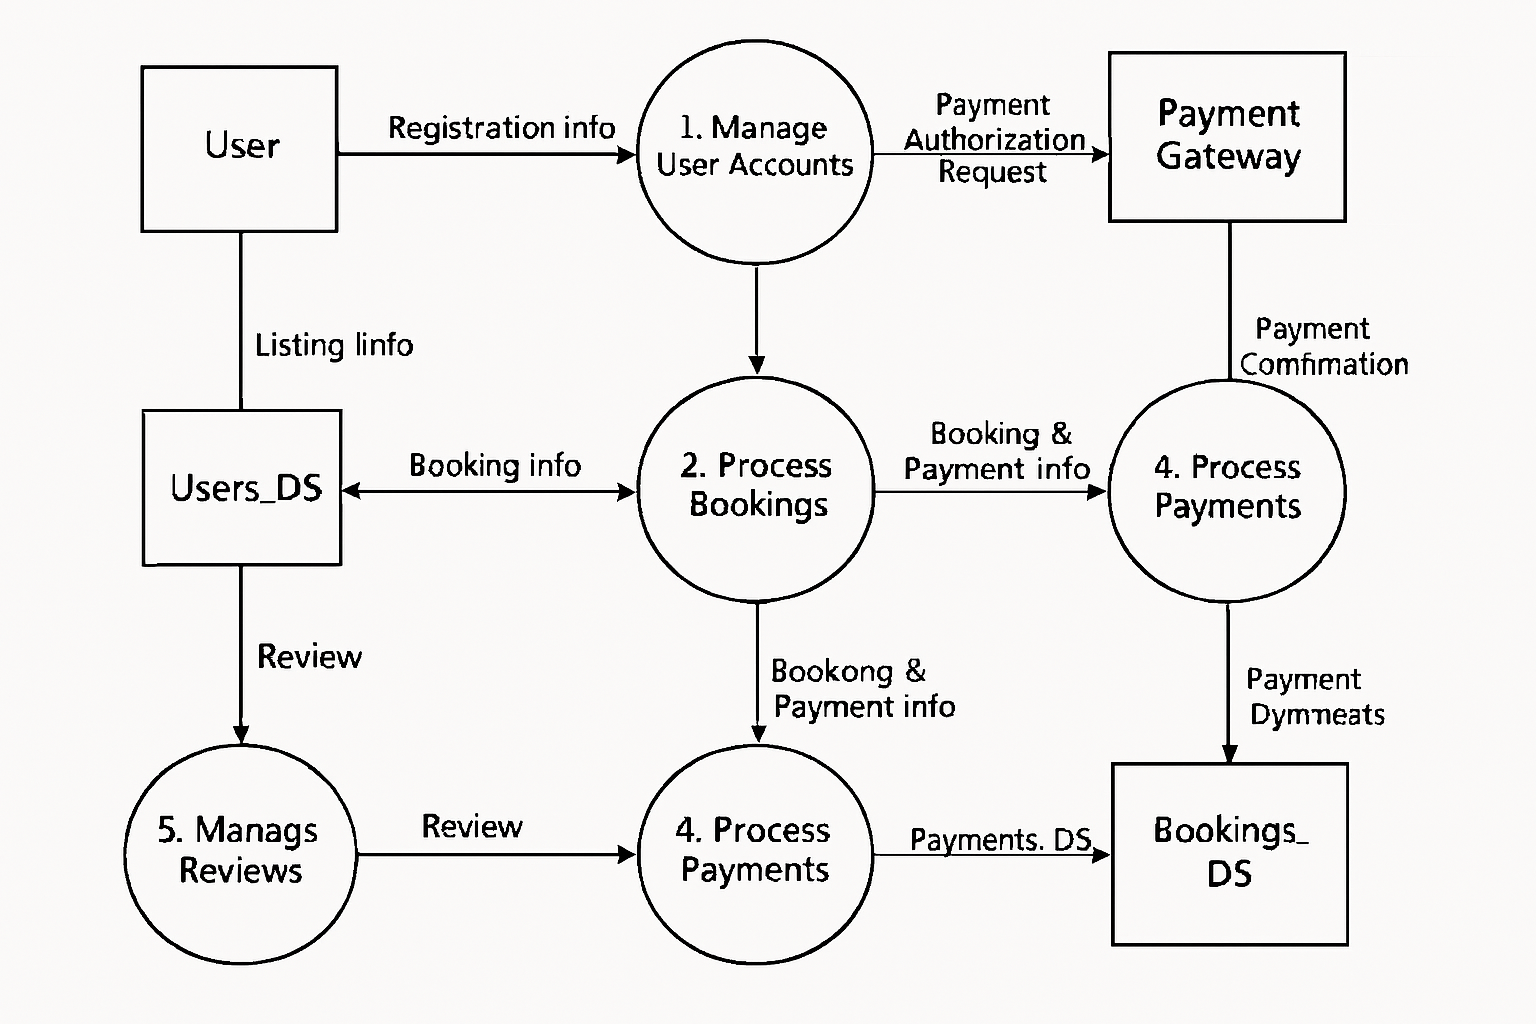 User
Registration info
1. Manage
User Accounts
Payment
Authorization
Request
Payment
Gateway
Listing linfo
Payment
Comfirmation
Users_DS
Booking info
2. Process
Bookings
Booking &
Payment info
4. Process
Payments
Review
Bookong &
Payment info
Payment
Dymmeats
5. Manags
Reviews
Review
4. Process
Payments
Payments. DS
Bookings_
DS